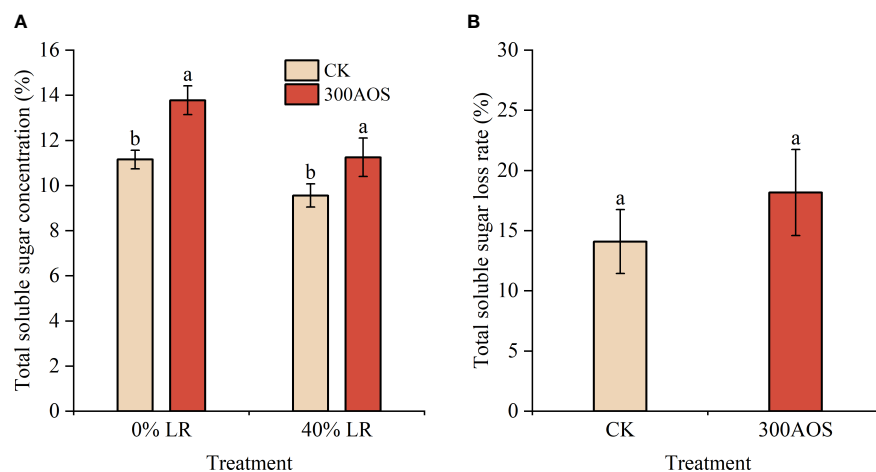 A
Total soluble sugar concentration (%)
16
14
12
10
8
6
4
2
0
CK
300AOS
b
a
b
a
0% LR
40% LR
Treatment
B
Total soluble sugar loss rate (%)
30
25
20
15
10
5
0
a
a
CK
300AOS
Treatment